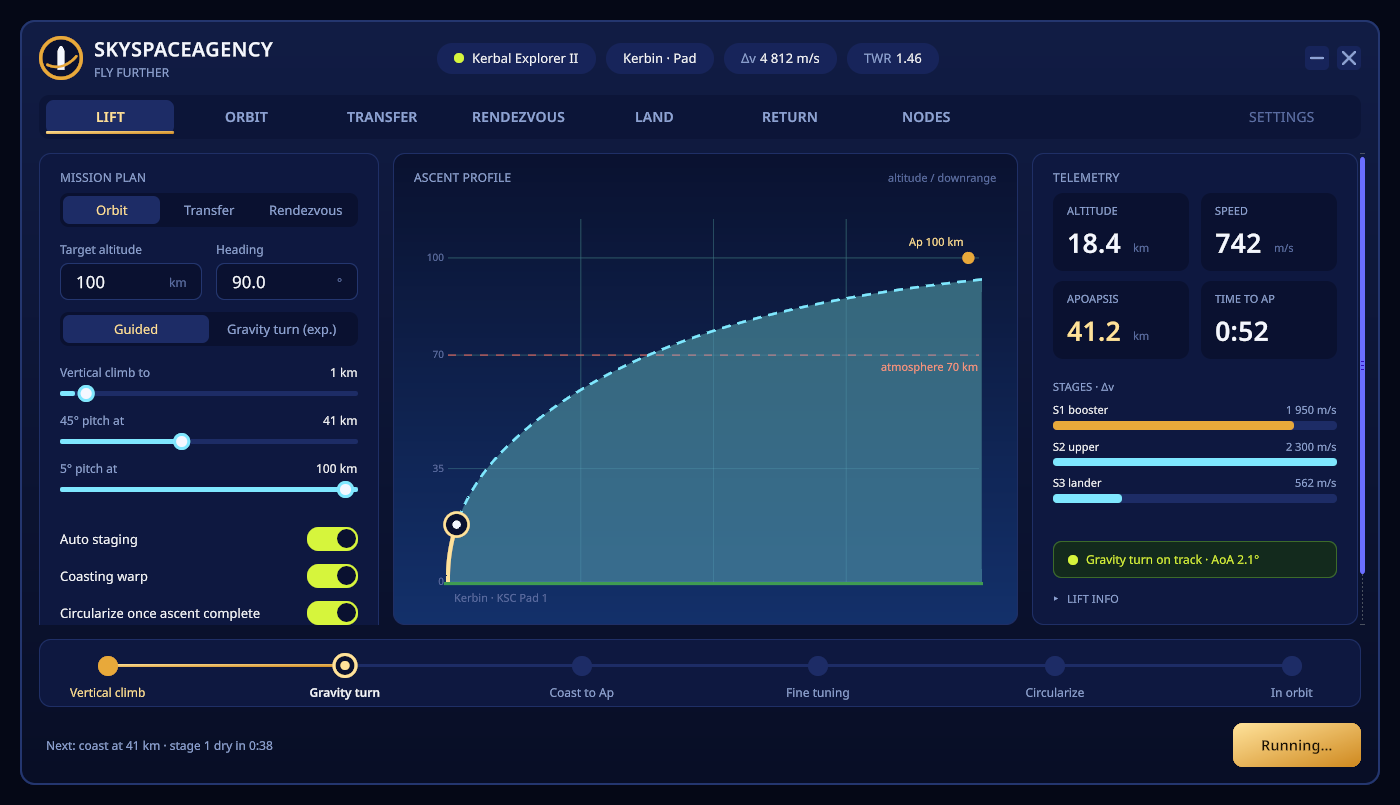 SKYSPACEAGENCY
FLY FURTHER
Kerbal Explorer II
Kerbin · Pad
Δv 4 812 m/s
TWR 1.46
LIFT
ORBIT
TRANSFER
RENDEZVOUS
LAND
RETURN
NODES
SETTINGS
MISSION PLAN
Orbit
Transfer
Rendezvous
Target altitude
Heading
100 km
90.0 °
Guided
Gravity turn (exp.)
Vertical climb to 1 km
45° pitch at 41 km
5° pitch at 100 km
Auto staging
Coasting warp
Circularize once ascent complete
ASCENT PROFILE
altitude / downrange
Ap 100 km
100
70
atmosphere 70 km
35
0
Kerbin · KSC Pad 1
TELEMETRY
ALTITUDE
18.4 km
SPEED
742 m/s
APOAPSIS
41.2 km
TIME TO AP
0:52
STAGES · Δv
S1 booster 1 950 m/s
S2 upper 2 300 m/s
S3 lander 562 m/s
Gravity turn on track · AoA 2.1°
LIFT INFO
Vertical climb
Gravity turn
Coast to Ap
Fine tuning
Circularize
In orbit
Next: coast at 41 km · stage 1 dry in 0:38
Running...